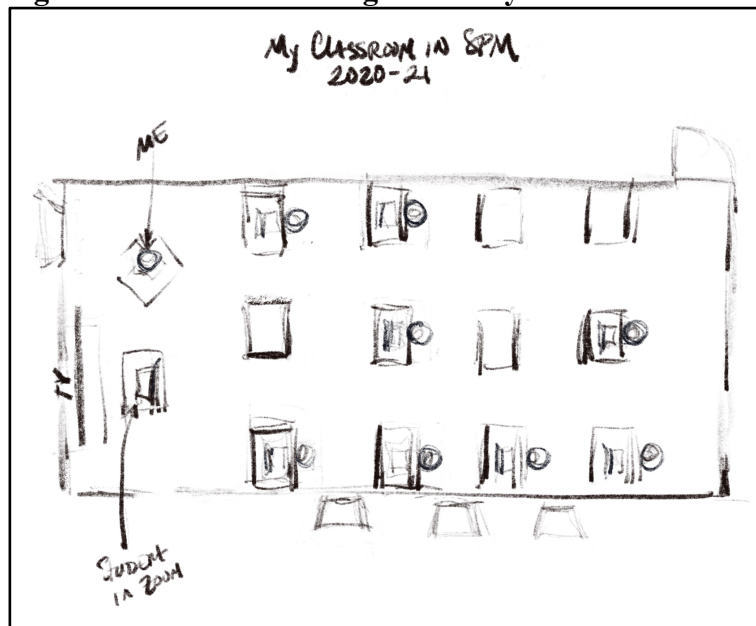 My CLASSROOM IN SPM
2020-21
ME
TV
STUDENT
IN ZOOM